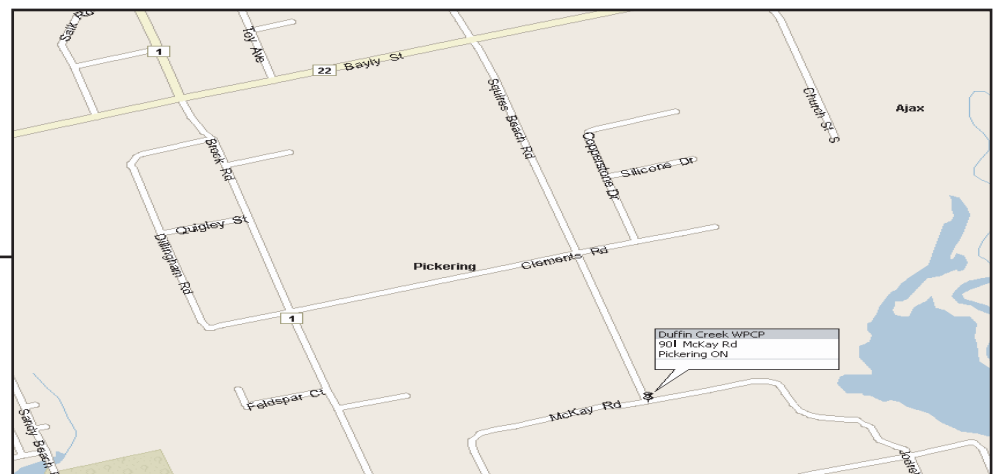 Salk Rd
1
Toy Ave
22
Bayly St
Squires Beach Rd
Church St S
Ajax
Brock Rd
Copperstone Dr
Silicone Dr
Quigley St
Dillingham Rd
Pickering
Clements Rd
1
Duffin Creek WPCP
901 McKay Rd
Pickering ON
Feldspar Ct
McKay Rd
Sandy Beach